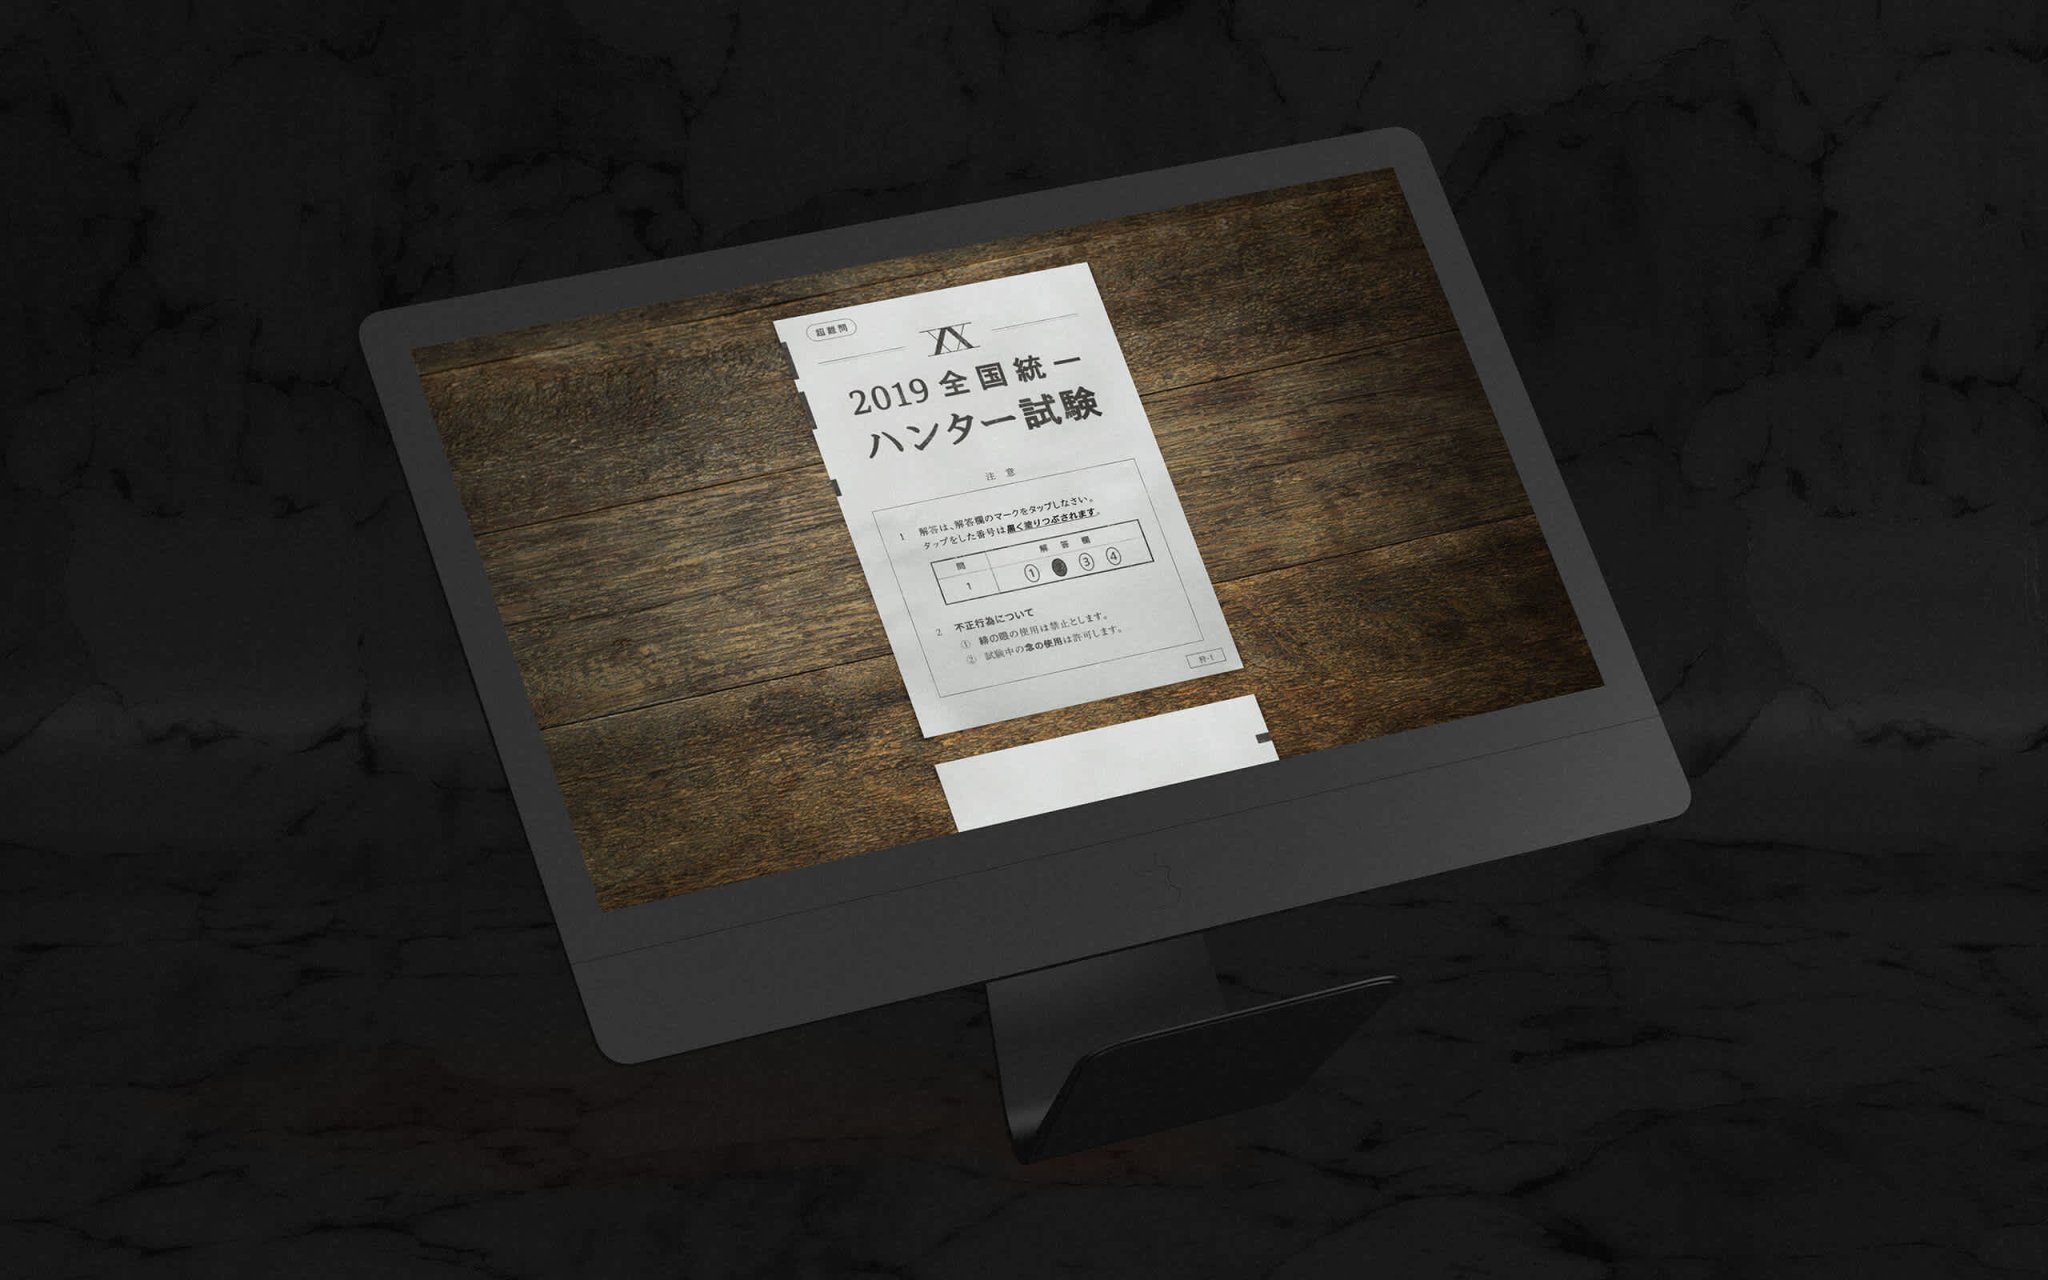 超難問
2019 全国統一
ハンター試験
注意
1 解答は、解答欄のマークをタップしなさい。
タップをした番号は黒く塗りつぶされます。
問 解答欄
1 ① ③ ④
2 不正行為について
① 緋の眼の使用は禁止とします。
② 試験中の念の使用は許可します。
狩-1